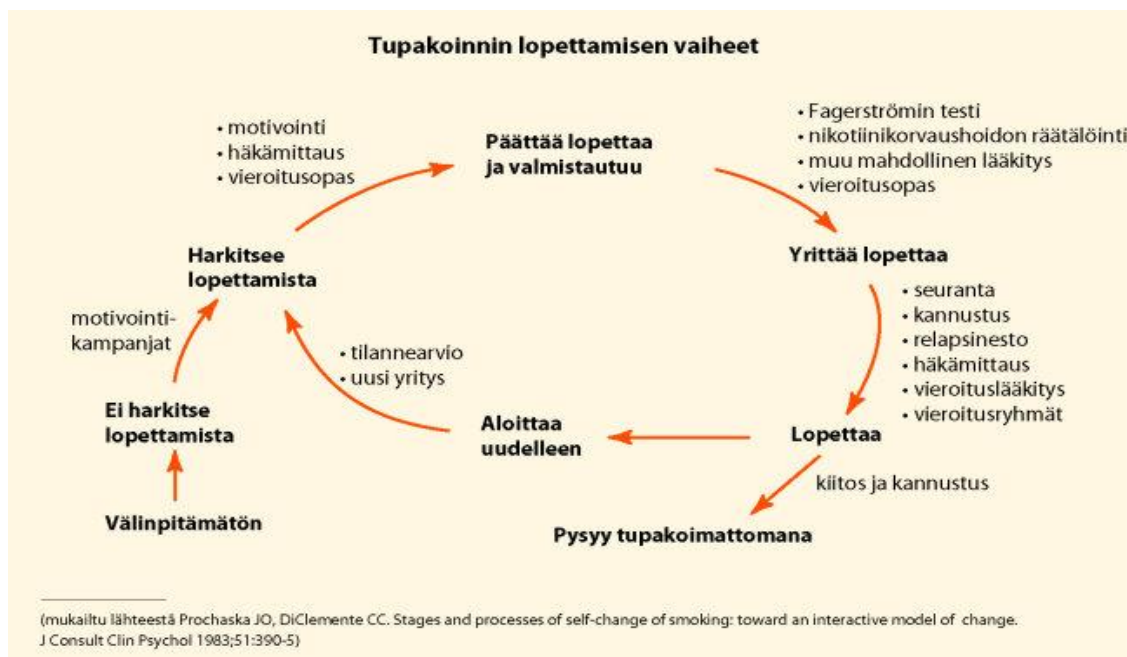 Tupakoinnin lopettamisen vaiheet
• motivointi
• häkämittaus
• vieroitusopas
Päättää lopettaa
ja valmistautuu
• Fagerströmin testi
• nikotiinikorvaushoidon räätälöinti
• muu mahdollinen lääkitys
• vieroitusopas
Harkitsee
lopettamista
Yrittää lopettaa
motivointi-
kampanjat
• tilannearvio
• uusi yritys
• seuranta
• kannustus
• relapsinesto
• häkämittaus
• vieroituslääkitys
• vieroitusryhmät
Ei harkitse
lopettamista
Aloittaa
uudelleen
Lopettaa
kiitos ja kannustus
Välinpitämätön
Pysyy tupakoimattomana
(mukailtu lähteestä Prochaska JO, DiClemente CC. Stages and processes of self-change of smoking: toward an interactive model of change.
J Consult Clin Psychol 1983;51:390-5)